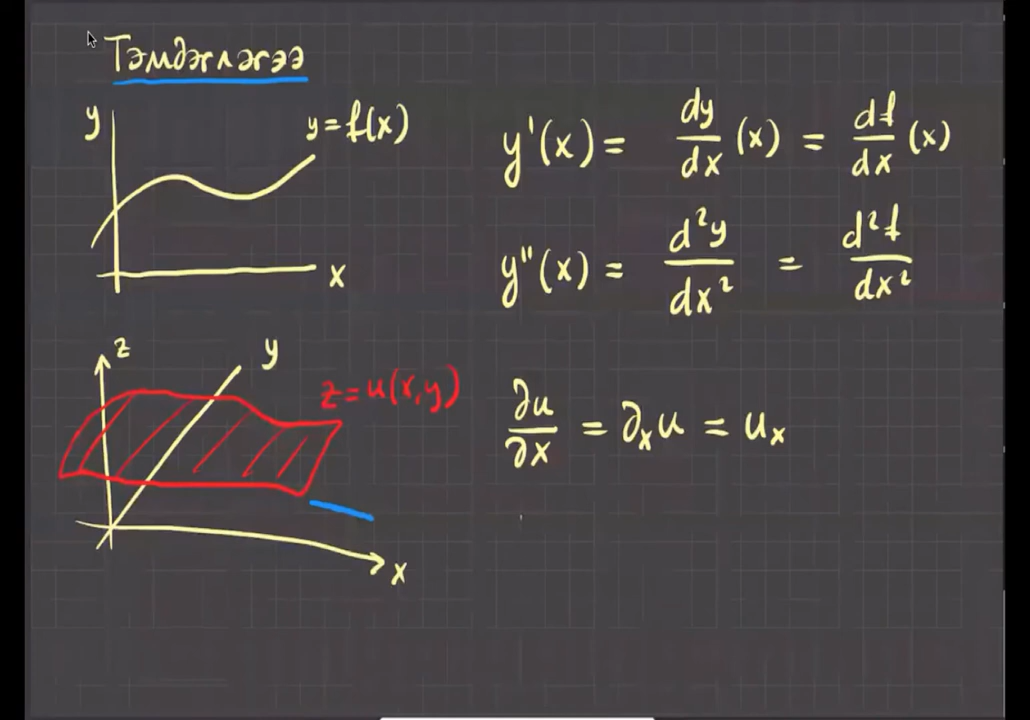 Тэмдэглэгээ
y
y=f(x)
x
y'(x) = dy/dx (x) = df/dx (x)
y''(x) = d²y/dx² = d²f/dx²
z
y
z=u(x,y)
x
∂u/∂x = ∂ₓu = uₓ